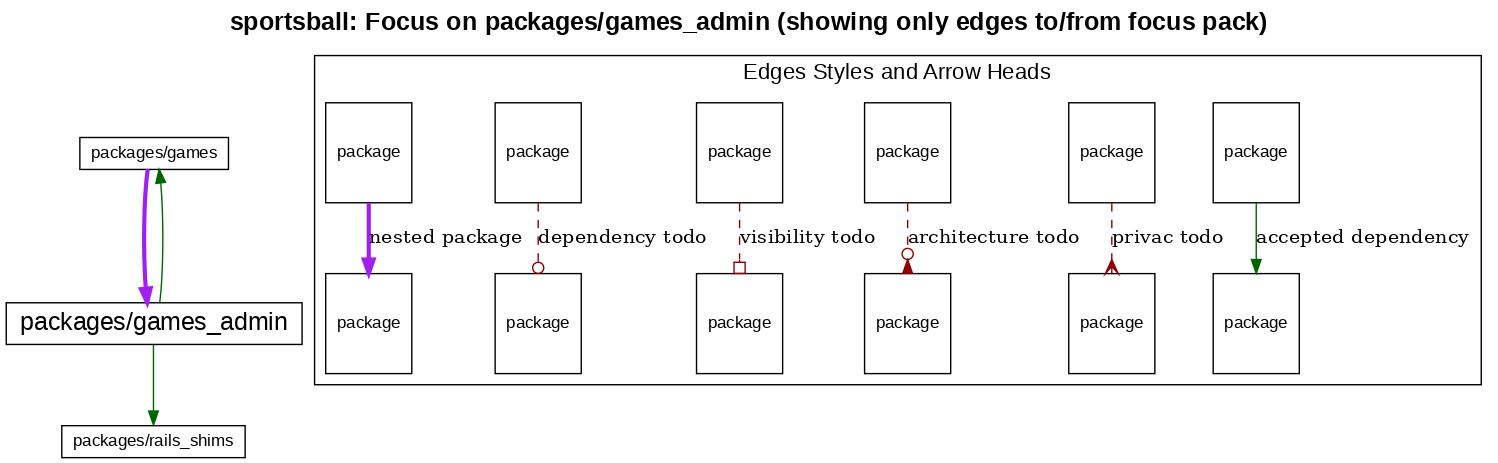 sportsball: Focus on packages/games_admin (showing only edges to/from focus pack)
Edges Styles and Arrow Heads
packages/games
package
package
package
package
package
package
nested package
dependency todo
visibility todo
architecture todo
privac todo
accepted dependency
packages/games_admin
package
package
package
package
package
package
packages/rails_shims